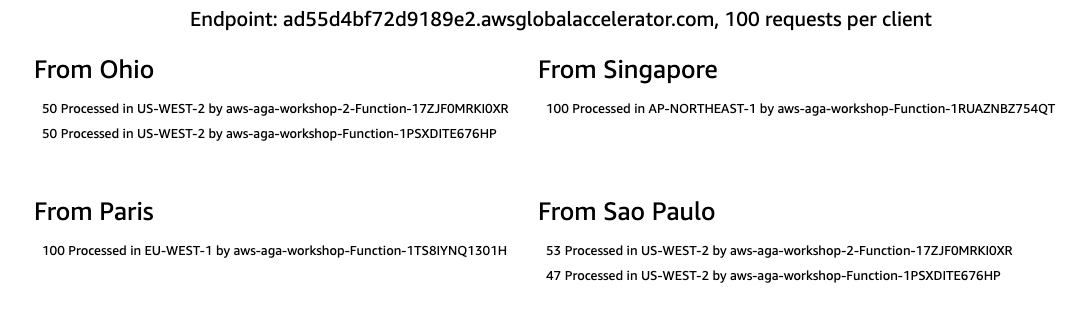 Endpoint: ad55d4bf72d9189e2.awsglobalaccelerator.com, 100 requests per client
From Ohio
50 Processed in US-WEST-2 by aws-aga-workshop-2-Function-17ZJF0MRKI0XR
50 Processed in US-WEST-2 by aws-aga-workshop-Function-1PSXDITE676HP
From Singapore
100 Processed in AP-NORTHEAST-1 by aws-aga-workshop-Function-1RUAZNBZ754QT
From Paris
100 Processed in EU-WEST-1 by aws-aga-workshop-Function-1TS8IYNQ1301H
From Sao Paulo
53 Processed in US-WEST-2 by aws-aga-workshop-2-Function-17ZJF0MRKI0XR
47 Processed in US-WEST-2 by aws-aga-workshop-Function-1PSXDITE676HP